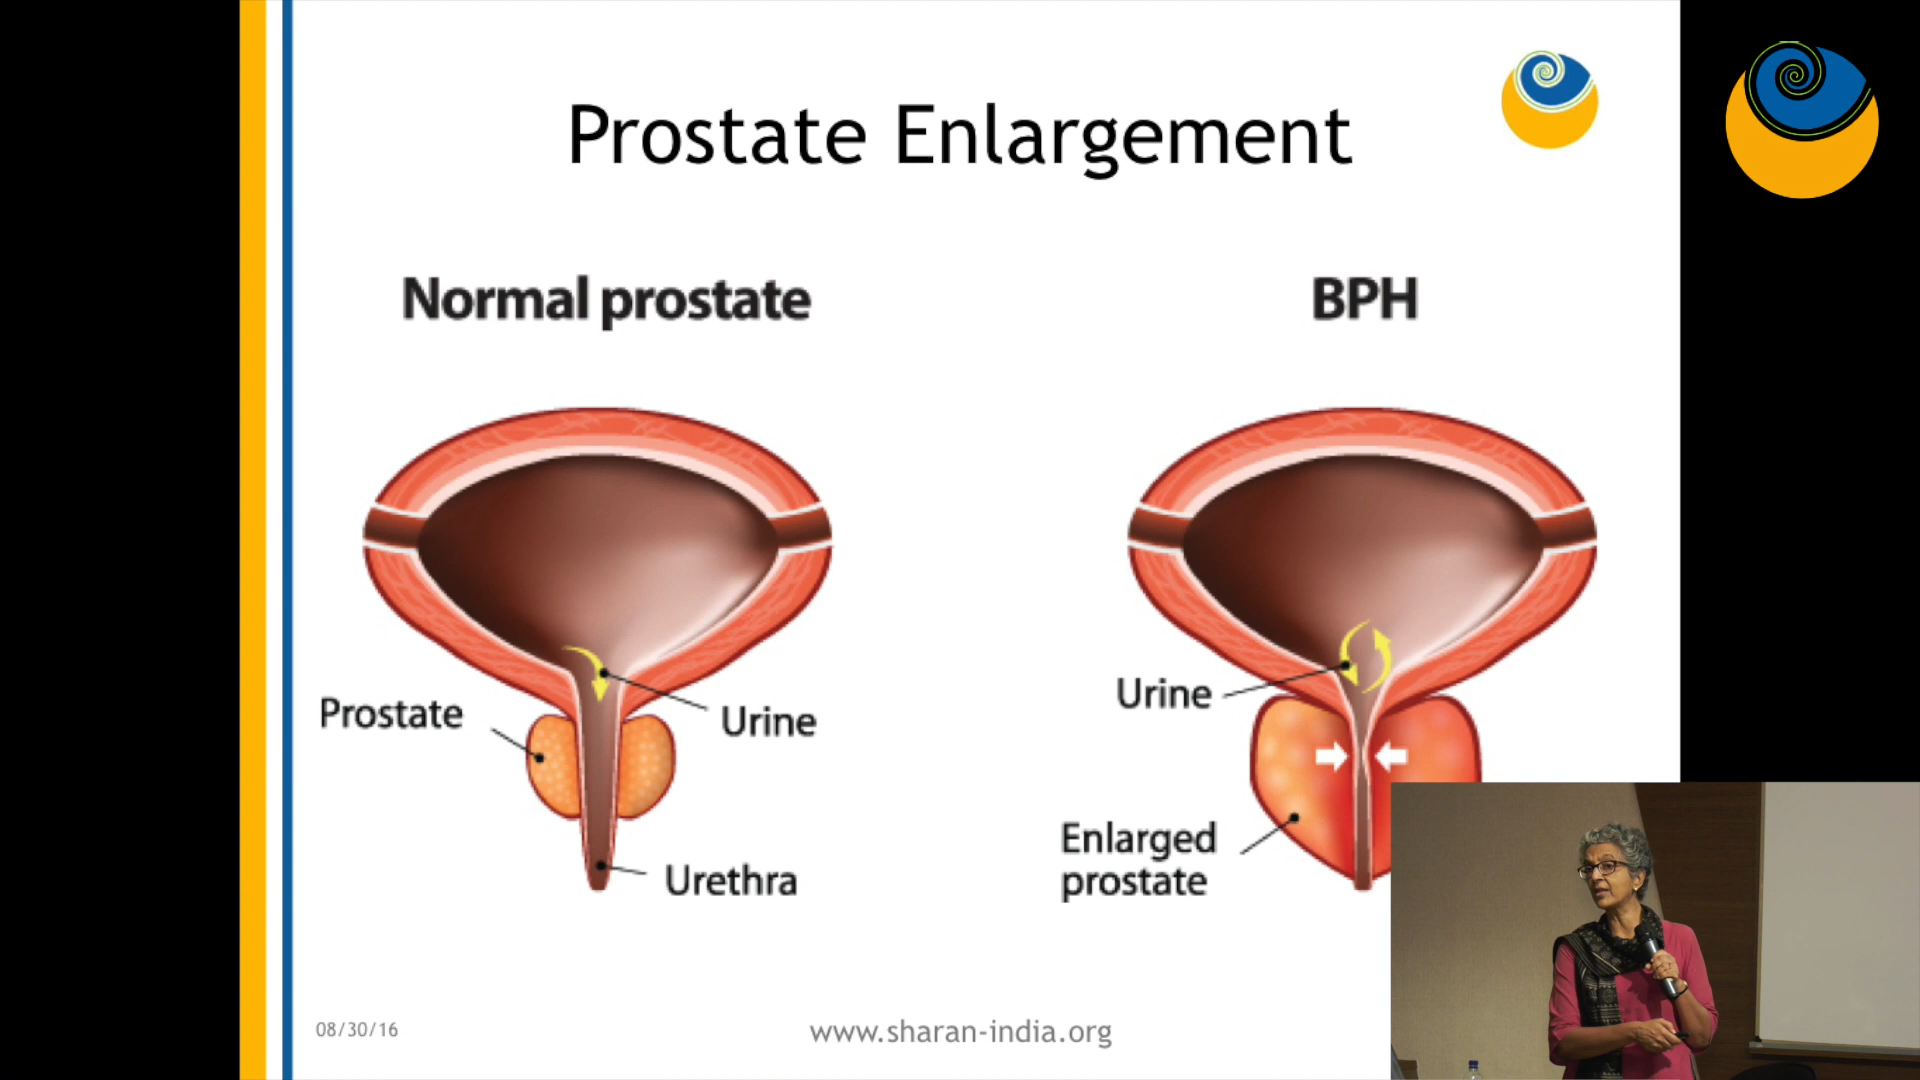 Prostate Enlargement
Normal prostate
BPH
Prostate
Urine
Urethra
Urine
Enlarged
prostate
08/30/16
www.sharan-india.org